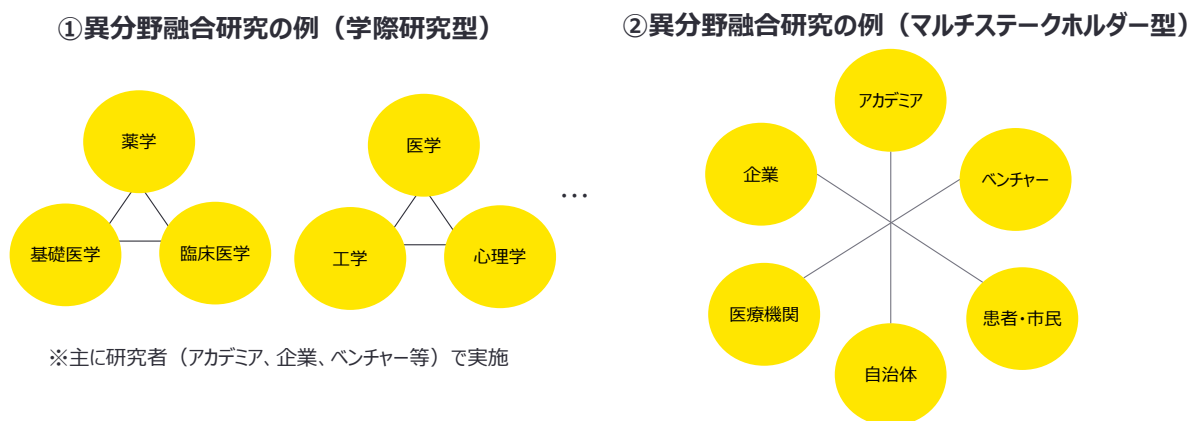 ①異分野融合研究の例（学際研究型）
薬学
基礎医学
臨床医学
医学
工学
心理学
…
※主に研究者（アカデミア、企業、ベンチャー等）で実施
②異分野融合研究の例（マルチステークホルダー型）
アカデミア
企業
ベンチャー
医療機関
患者・市民
自治体